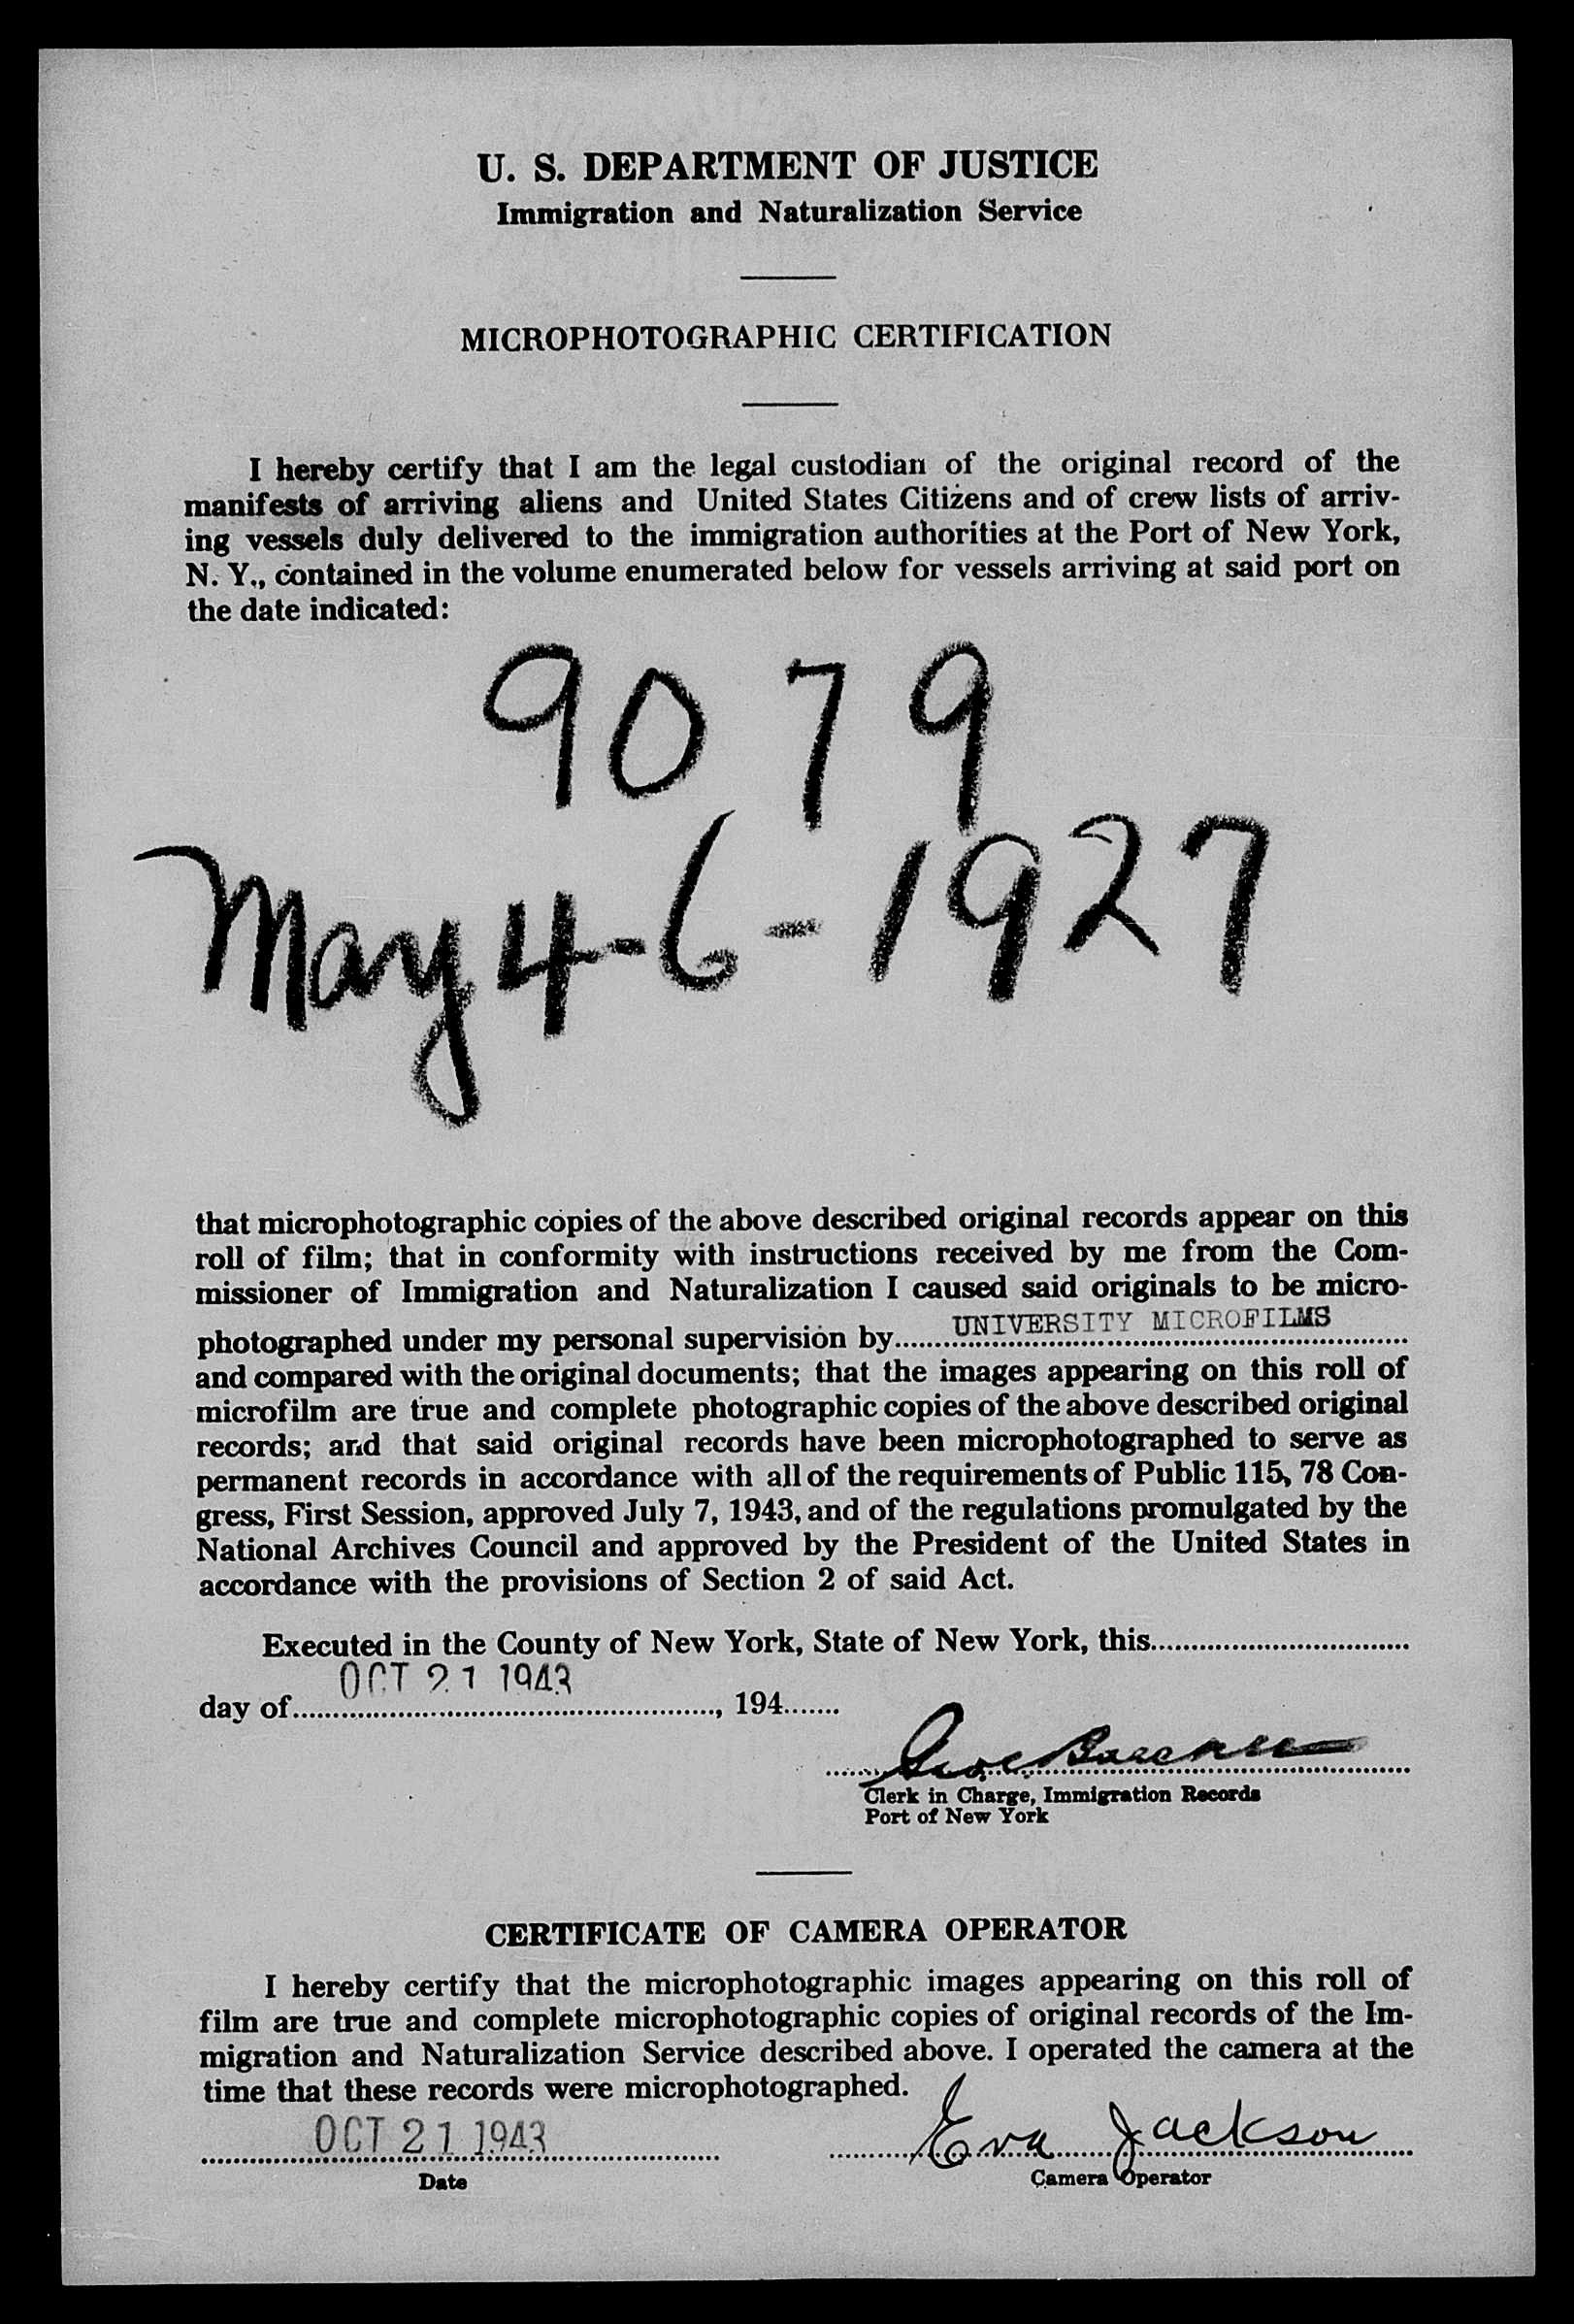 U. S. DEPARTMENT OF JUSTICE
Immigration and Naturalization Service
MICROPHOTOGRAPHIC CERTIFICATION
I hereby certify that I am the legal custodian of the original record of the
manifests of arriving aliens and United States Citizens and of crew lists of arriv-
ing vessels duly delivered to the immigration authorities at the Port of New York,
N. Y., contained in the volume enumerated below for vessels arriving at said port on
the date indicated:
9079
May 4-6-1927
that microphotographic copies of the above described original records appear on this
roll of film; that in conformity with instructions received by me from the Com-
missioner of Immigration and Naturalization I caused said originals to be micro-
photographed under my personal supervision by......UNIVERSITY MICROFILMS
and compared with the original documents; that the images appearing on this roll of
microfilm are true and complete photographic copies of the above described original
records; and that said original records have been microphotographed to serve as
permanent records in accordance with all of the requirements of Public 115, 78 Con-
gress, First Session, approved July 7, 1943, and of the regulations promulgated by the
National Archives Council and approved by the President of the United States in
accordance with the provisions of Section 2 of said Act.
Executed in the County of New York, State of New York, this
OCT 21 1943
day of , 194
Clerk in Charge, Immigration Records
Port of New York
CERTIFICATE OF CAMERA OPERATOR
I hereby certify that the microphotographic images appearing on this roll of
film are true and complete microphotographic copies of original records of the Im-
migration and Naturalization Service described above. I operated the camera at the
time that these records were microphotographed.
OCT 21 1943 Eva Jackson
Date Camera Operator